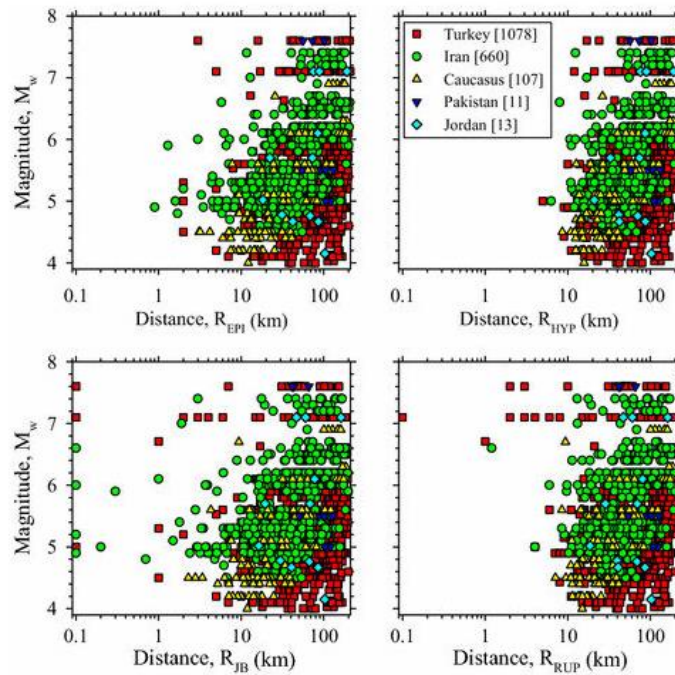 8
7
6
5
4
Magnitude, Mw
0.1 1 10 100
Distance, REPI (km)
Turkey [1078]
Iran [660]
Caucasus [107]
Pakistan [11]
Jordan [13]
0.1 1 10 100
Distance, RHYP (km)
8
7
6
5
4
Magnitude, Mw
0.1 1 10 100
Distance, RJB (km)
0.1 1 10 100
Distance, RRUP (km)